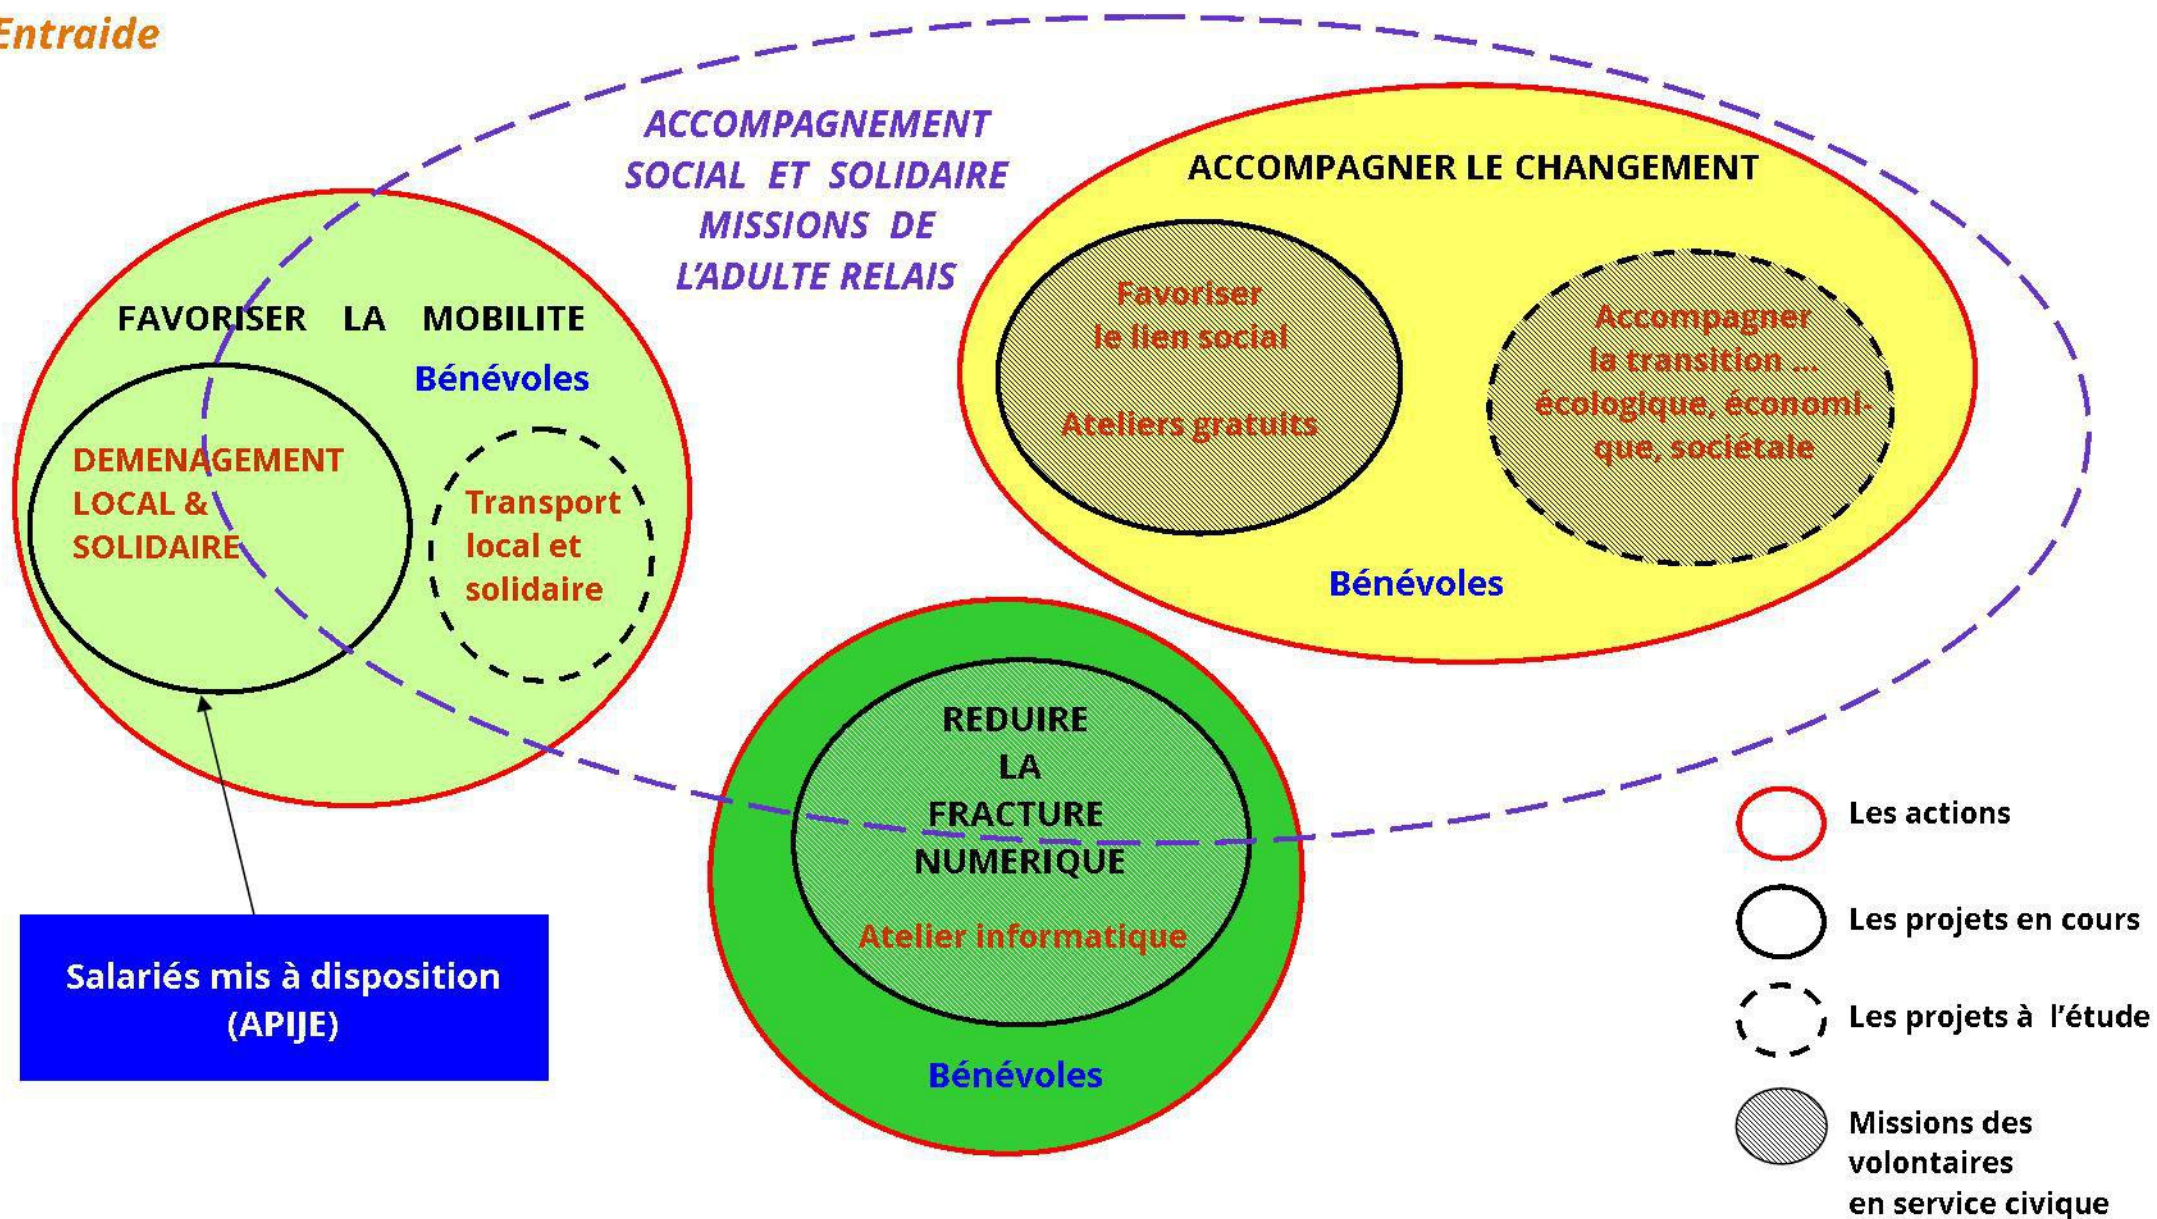 Entraide
ACCOMPAGNEMENT
SOCIAL ET SOLIDAIRE
MISSIONS DE
L'ADULTE RELAIS
ACCOMPAGNER LE CHANGEMENT
Favoriser
le lien social
Ateliers gratuits
Accompagner
la transition ...
écologique, économi-
que, sociétale
Bénévoles
FAVORISER LA MOBILITE
Bénévoles
DEMENAGEMENT
LOCAL &
SOLIDAIRE
Transport
local et
solidaire
REDUIRE
LA
FRACTURE
NUMERIQUE
Atelier informatique
Bénévoles
Salariés mis à disposition
(APIJE)
Les actions
Les projets en cours
Les projets à l'étude
Missions des
volontaires
en service civique